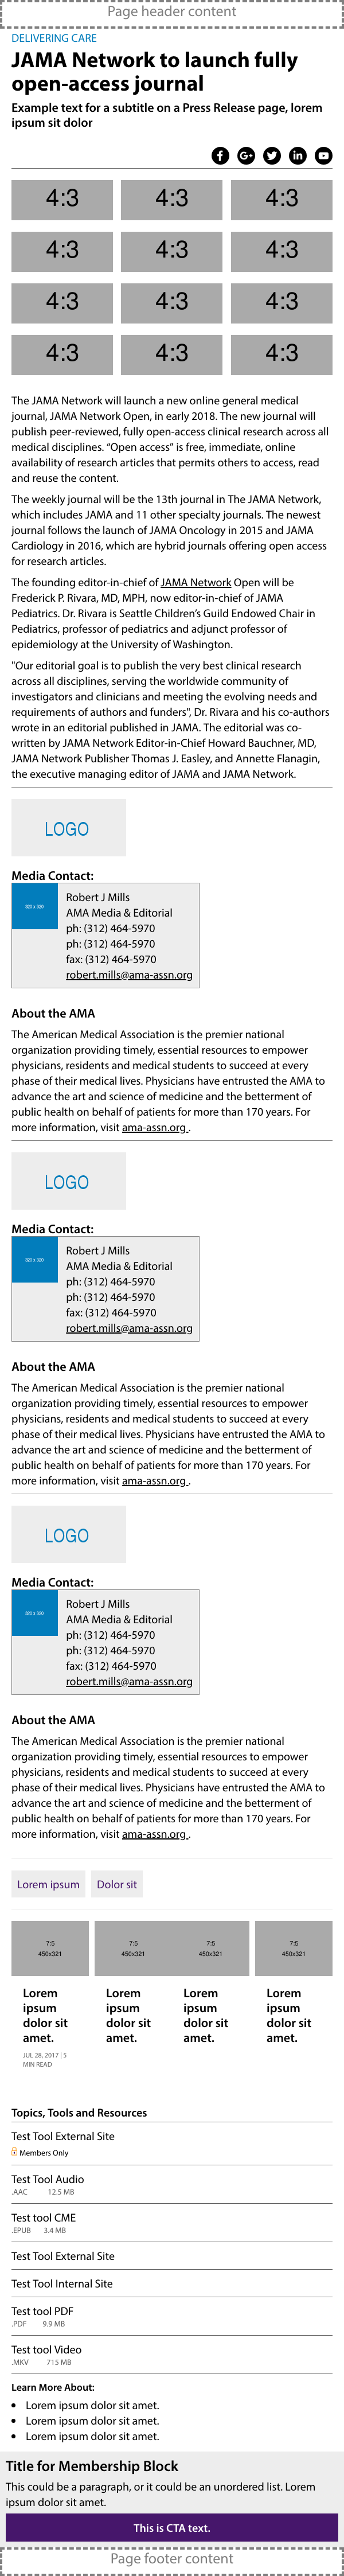 Page header content
DELIVERING CARE
JAMA Network to launch fully
open-access journal
Example text for a subtitle on a Press Release page, lorem
ipsum sit dolor
4:3 4:3 4:3
4:3 4:3 4:3
4:3 4:3 4:3
4:3 4:3 4:3
The JAMA Network will launch a new online general medical
journal, JAMA Network Open, in early 2018. The new journal will
publish peer-reviewed, fully open-access clinical research across all
medical disciplines. “Open access” is free, immediate, online
availability of research articles that permits others to access, read
and reuse the content.
The weekly journal will be the 13th journal in The JAMA Network,
which includes JAMA and 11 other specialty journals. The newest
journal follows the launch of JAMA Oncology in 2015 and JAMA
Cardiology in 2016, which are hybrid journals offering open access
for research articles.
The founding editor-in-chief of JAMA Network Open will be
Frederick P. Rivara, MD, MPH, now editor-in-chief of JAMA
Pediatrics. Dr. Rivara is Seattle Children’s Guild Endowed Chair in
Pediatrics, professor of pediatrics and adjunct professor of
epidemiology at the University of Washington.
"Our editorial goal is to publish the very best clinical research
across all disciplines, serving the worldwide community of
investigators and clinicians and meeting the evolving needs and
requirements of authors and funders", Dr. Rivara and his co-authors
wrote in an editorial published in JAMA. The editorial was co-
written by JAMA Network Editor-in-Chief Howard Bauchner, MD,
JAMA Network Publisher Thomas J. Easley, and Annette Flanagin,
the executive managing editor of JAMA and JAMA Network.
LOGO
Media Contact:
320 x 320
Robert J Mills
AMA Media & Editorial
ph: (312) 464-5970
ph: (312) 464-5970
fax: (312) 464-5970
robert.mills@ama-assn.org
About the AMA
The American Medical Association is the premier national
organization providing timely, essential resources to empower
physicians, residents and medical students to succeed at every
phase of their medical lives. Physicians have entrusted the AMA to
advance the art and science of medicine and the betterment of
public health on behalf of patients for more than 170 years. For
more information, visit ama-assn.org .
LOGO
Media Contact:
320 x 320
Robert J Mills
AMA Media & Editorial
ph: (312) 464-5970
ph: (312) 464-5970
fax: (312) 464-5970
robert.mills@ama-assn.org
About the AMA
The American Medical Association is the premier national
organization providing timely, essential resources to empower
physicians, residents and medical students to succeed at every
phase of their medical lives. Physicians have entrusted the AMA to
advance the art and science of medicine and the betterment of
public health on behalf of patients for more than 170 years. For
more information, visit ama-assn.org .
LOGO
Media Contact:
320 x 320
Robert J Mills
AMA Media & Editorial
ph: (312) 464-5970
ph: (312) 464-5970
fax: (312) 464-5970
robert.mills@ama-assn.org
About the AMA
The American Medical Association is the premier national
organization providing timely, essential resources to empower
physicians, residents and medical students to succeed at every
phase of their medical lives. Physicians have entrusted the AMA to
advance the art and science of medicine and the betterment of
public health on behalf of patients for more than 170 years. For
more information, visit ama-assn.org .
Lorem ipsum Dolor sit
7:5 7:5 7:5 7:5
450x321 450x321 450x321 450x321
Lorem Lorem Lorem Lorem
ipsum ipsum ipsum ipsum
dolor sit dolor sit dolor sit dolor sit
amet. amet. amet. amet.
JUL 28, 2017 | 5
MIN READ
Topics, Tools and Resources
Test Tool External Site
Members Only
Test Tool Audio
.AAC 12.5 MB
Test tool CME
.EPUB 3.4 MB
Test Tool External Site
Test Tool Internal Site
Test tool PDF
.PDF 9.9 MB
Test tool Video
.MKV 715 MB
Learn More About:
Lorem ipsum dolor sit amet.
Lorem ipsum dolor sit amet.
Lorem ipsum dolor sit amet.
Title for Membership Block
This could be a paragraph, or it could be an unordered list. Lorem
ipsum dolor sit amet.
This is CTA text.
Page footer content